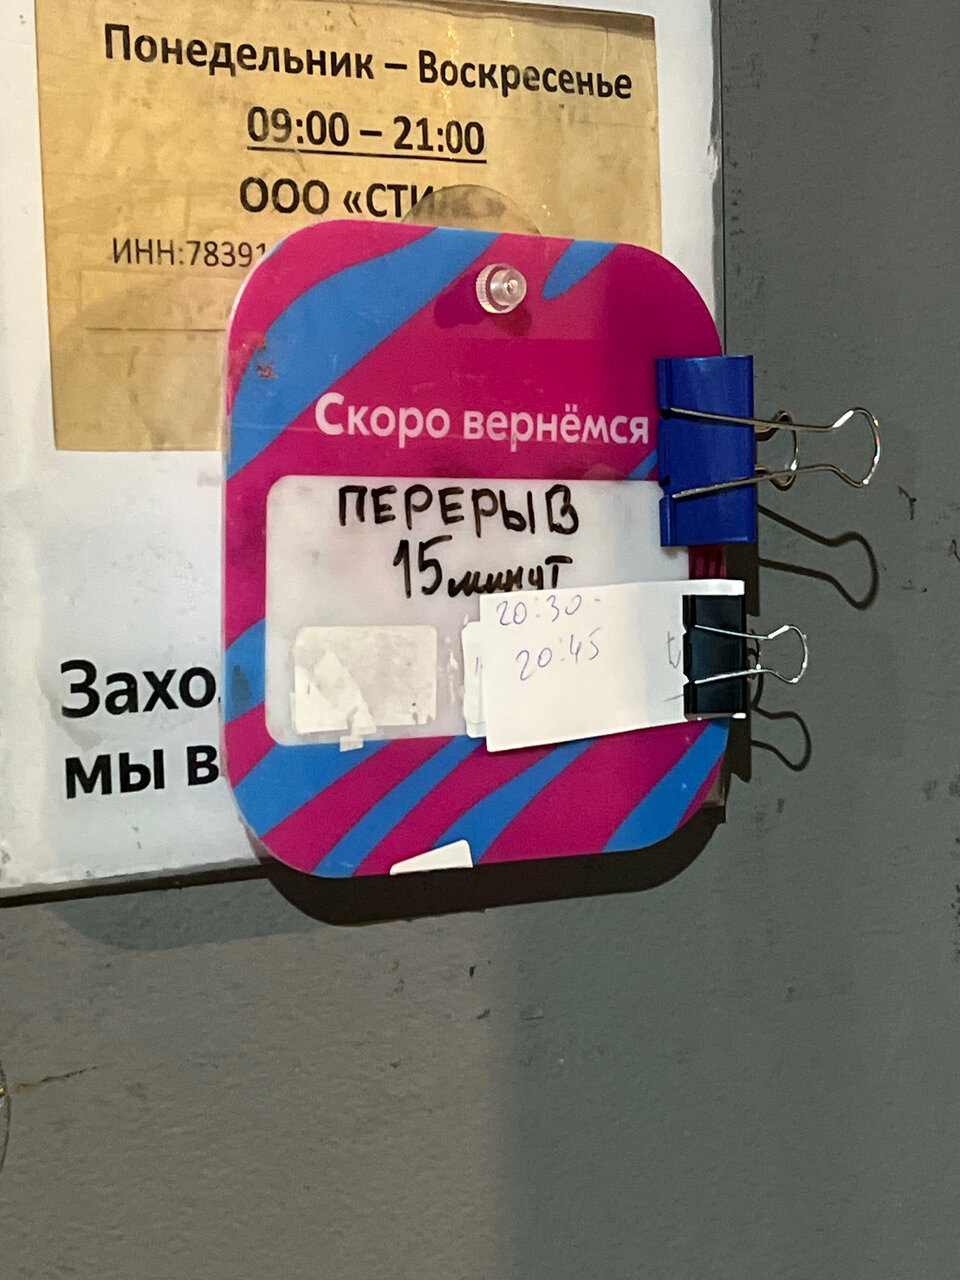 Понедельник – Воскресенье
09:00 – 21:00
ООО
ИНН:78391
Скоро вернёмся
ПЕРЕРЫВ
15 минут
20:30-
20:45
Захо
мы в